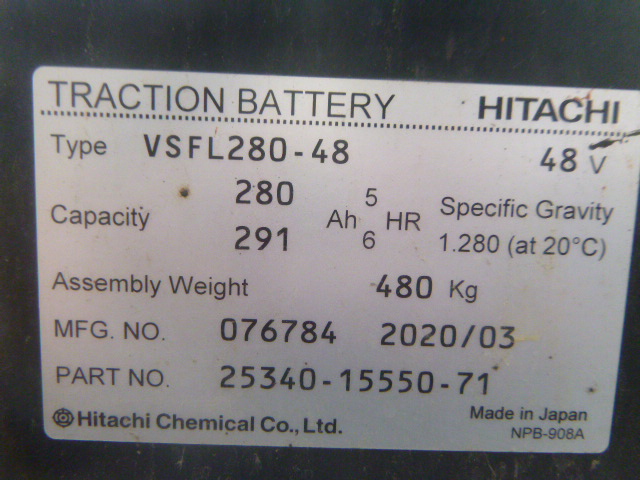 TRACTION BATTERY HITACHI
Type VSFL280-48 48 V
280 5
Capacity Ah HR Specific Gravity
291 6 1.280 (at 20°C)
Assembly Weight 480 Kg
MFG. NO. 076784 2020/03
PART NO. 25340-15550-71
Hitachi Chemical Co., Ltd. Made in Japan
NPB-908A